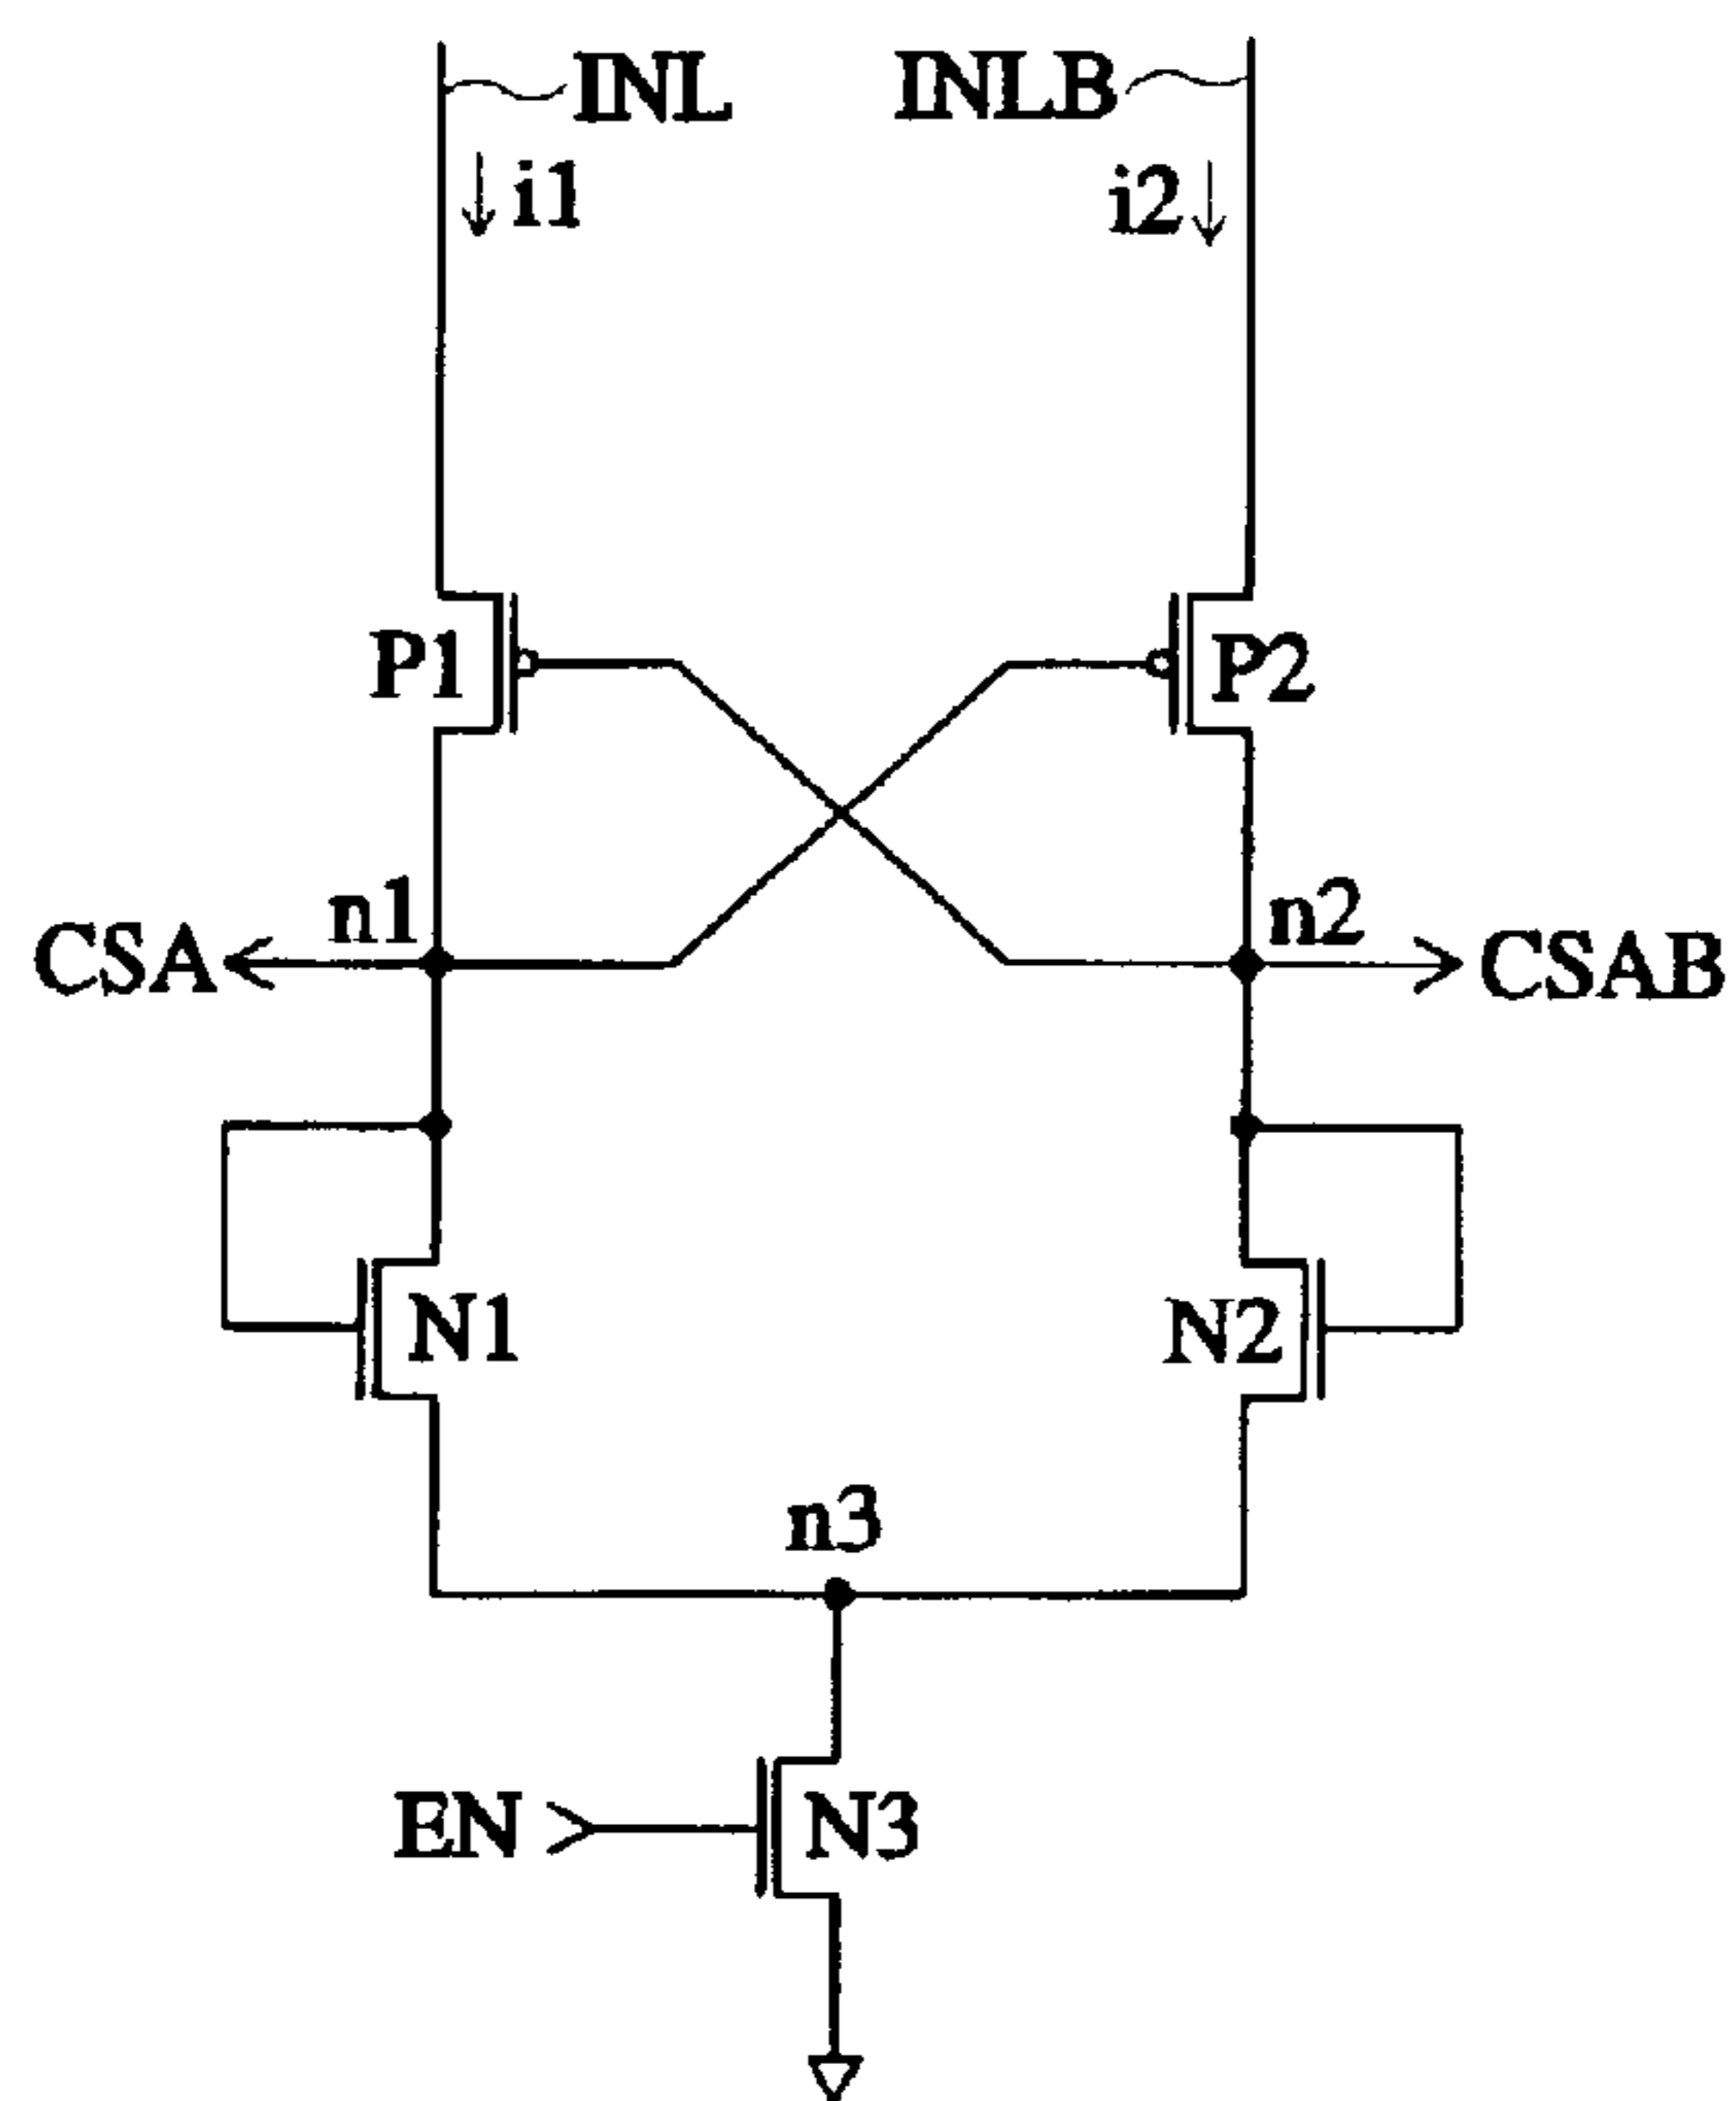 INL INLB
i1 i2
P1 P2
n1 n2
CSA CSAB
N1 N2
n3
EN N3